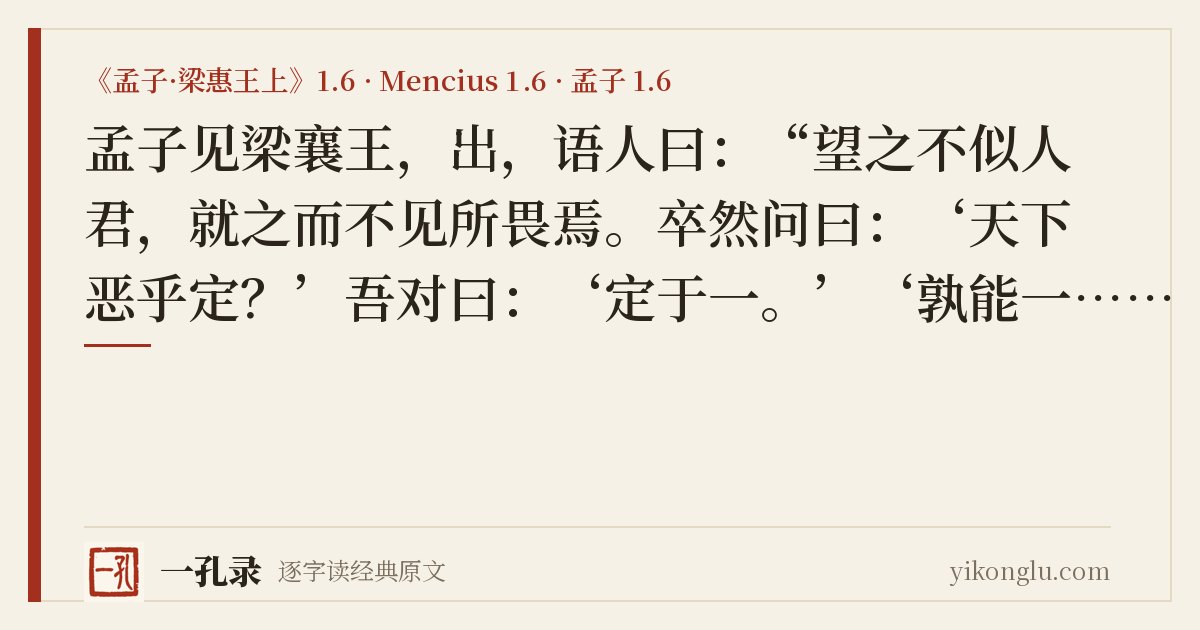 《孟子·梁惠王上》1.6 · Mencius 1.6 · 孟子 1.6
孟子见梁襄王，出，语人曰：“望之不似人
君，就之而不见所畏焉。卒然问曰：‘天下
恶乎定？’吾对曰：‘定于一。’‘孰能一……
一孔
一孔录 逐字读经典原文 yikonglu.com